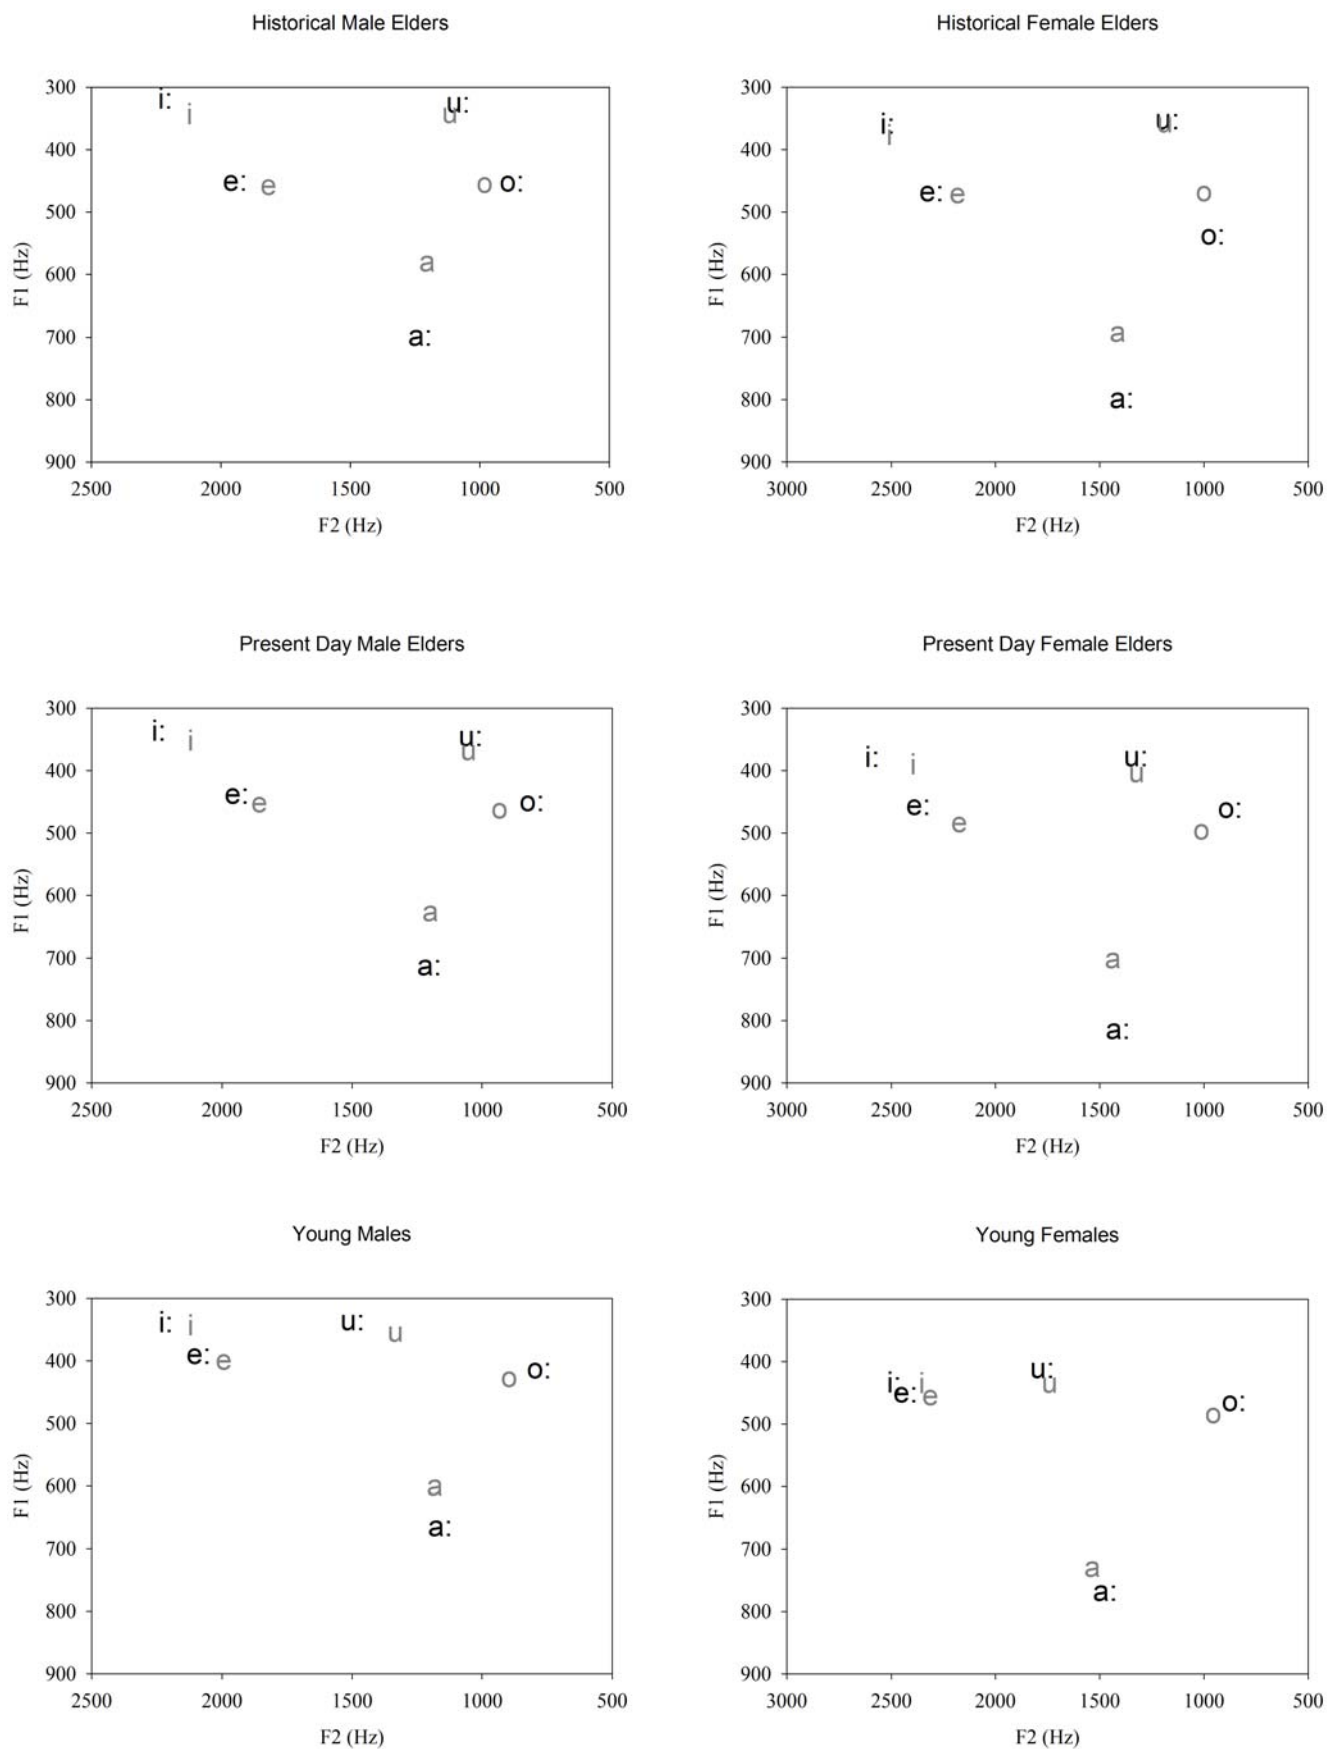 Historical Male Elders
300
400
500
600
700
800
900
F1 (Hz)
i:
i
u:
u
e:
e
o
o:
a
a:
2500 2000 1500 1000 500
F2 (Hz)
Historical Female Elders
300
400
500
600
700
800
900
F1 (Hz)
i:
i
u:
u
e:
e
o
o:
a
a:
3000 2500 2000 1500 1000 500
F2 (Hz)
Present Day Male Elders
300
400
500
600
700
800
900
F1 (Hz)
i:
i
u:
u
e:
e
o
o:
a
a:
2500 2000 1500 1000 500
F2 (Hz)
Present Day Female Elders
300
400
500
600
700
800
900
F1 (Hz)
i:
i
u:
u
e:
e
o
o:
a
a:
3000 2500 2000 1500 1000 500
F2 (Hz)
Young Males
300
400
500
600
700
800
900
F1 (Hz)
i:
i
u:
u
e:
e
o
o:
a
a:
2500 2000 1500 1000 500
F2 (Hz)
Young Females
300
400
500
600
700
800
900
F1 (Hz)
i:
i
u:
u
e:
e
o
o:
a
a:
3000 2500 2000 1500 1000 500
F2 (Hz)